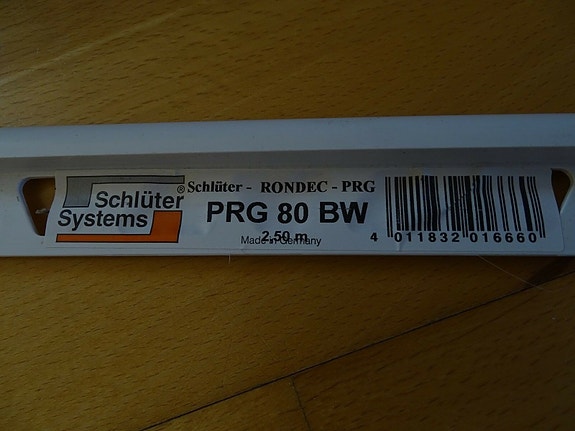 Schlüter
Systems
®Schlüter - RONDEC - PRG
PRG 80 BW
2,50 m
Made in Germany
4 011832 016660